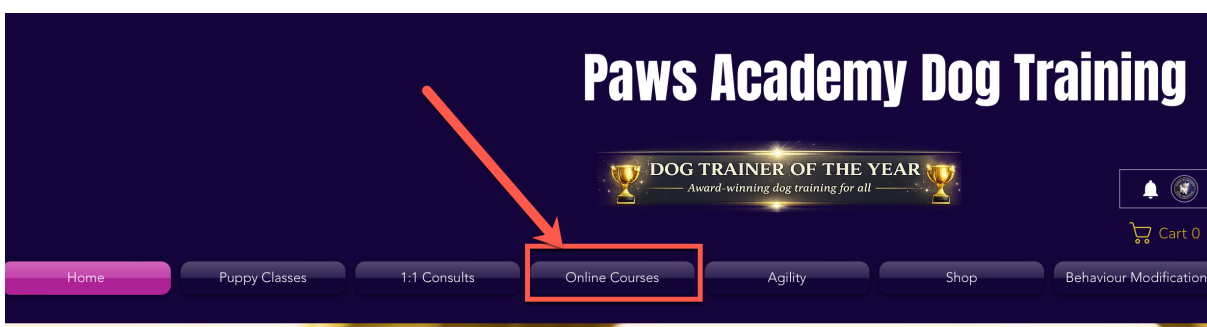 Paws Academy Dog Training
DOG TRAINER OF THE YEAR
Award-winning dog training for all
Cart 0
Home
Puppy Classes
1:1 Consults
Online Courses
Agility
Shop
Behaviour Modification